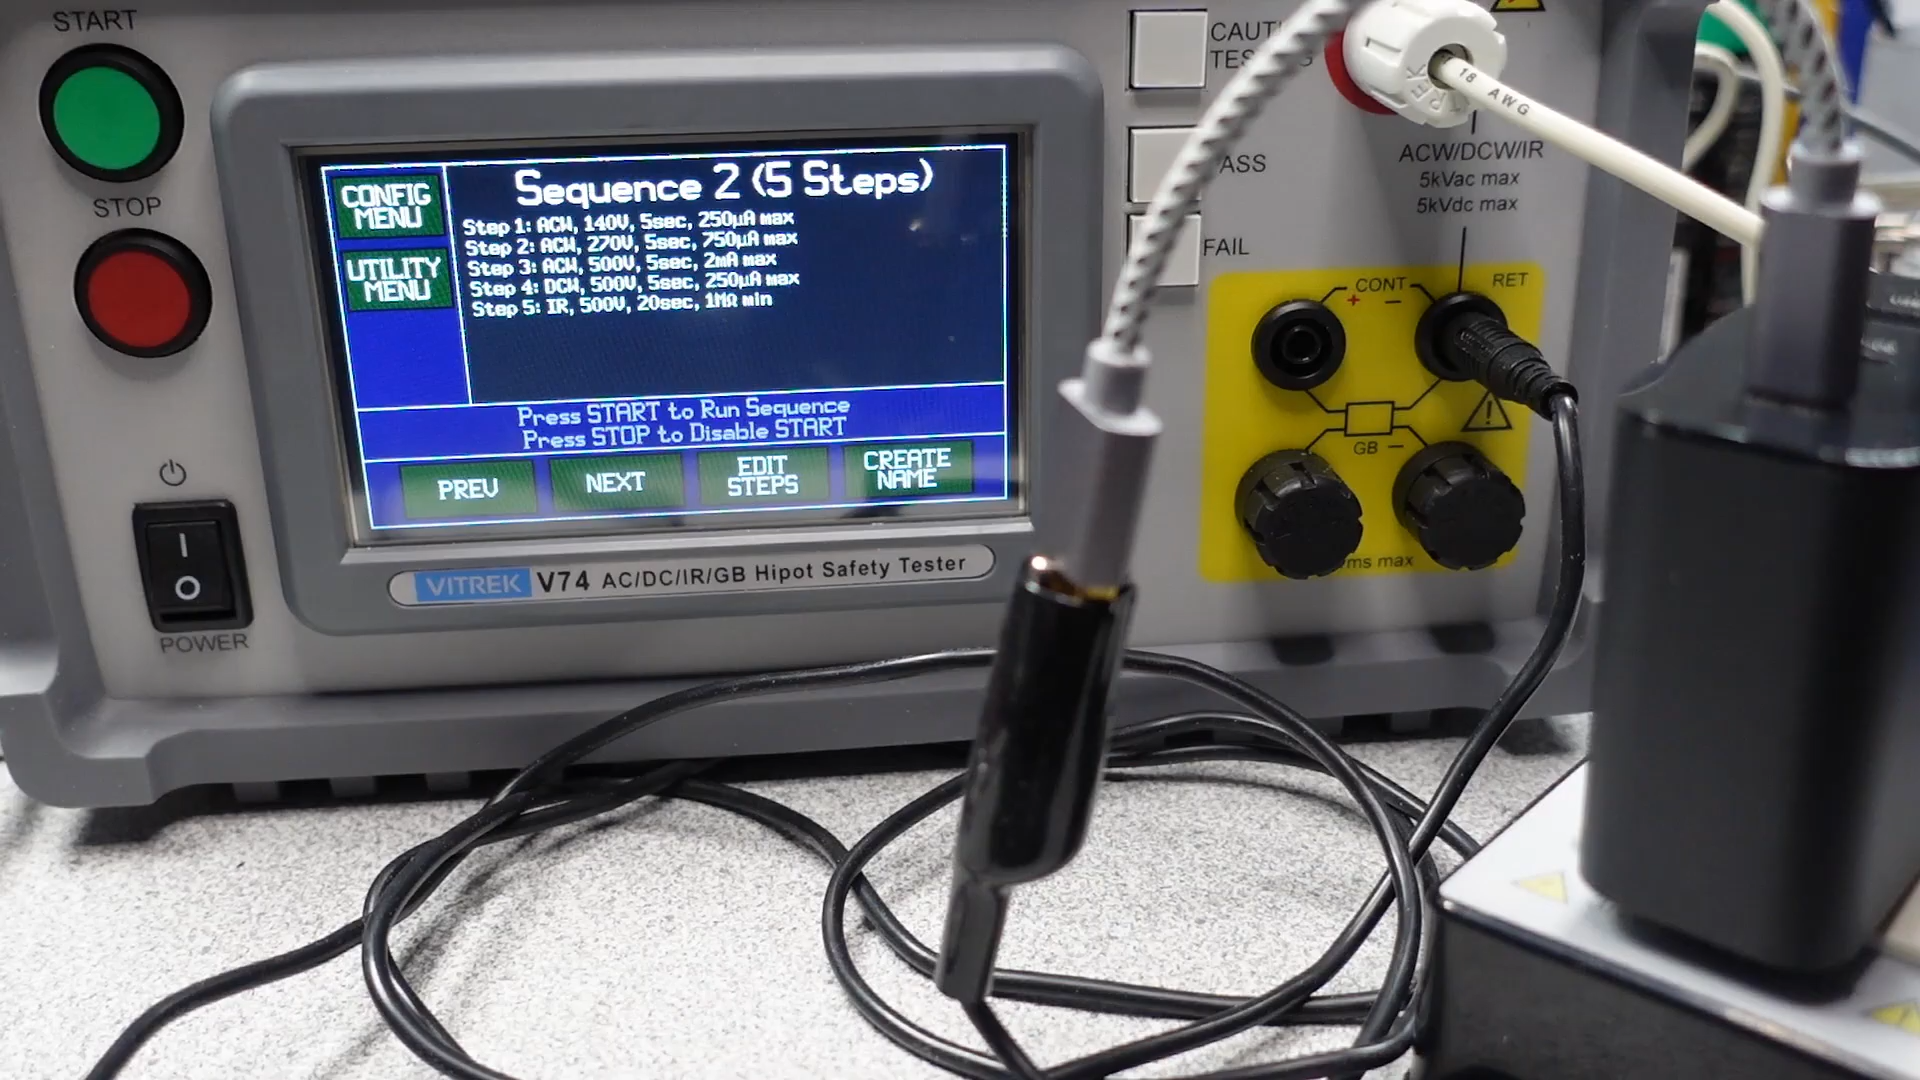 START
STOP
POWER
CONFIG
MENU
UTILITY
MENU
Sequence 2 (5 Steps)
Step 1: ACW, 140V, 5sec, 250µA max
Step 2: ACW, 270V, 5sec, 750µA max
Step 3: ACW, 500V, 5sec, 2mA max
Step 4: DCW, 500V, 5sec, 250µA max
Step 5: IR, 500V, 20sec, 1MΩ min
Press START to Run Sequence
Press STOP to Disable START
PREV
NEXT
EDIT
STEPS
CREATE
NAME
VITREK V74 AC/DC/IR/GB Hipot Safety Tester
FAIL
18 AWG
ACW/DCW/IR
5kVac max
5kVdc max
CONT
+ −
RET
GB −
max